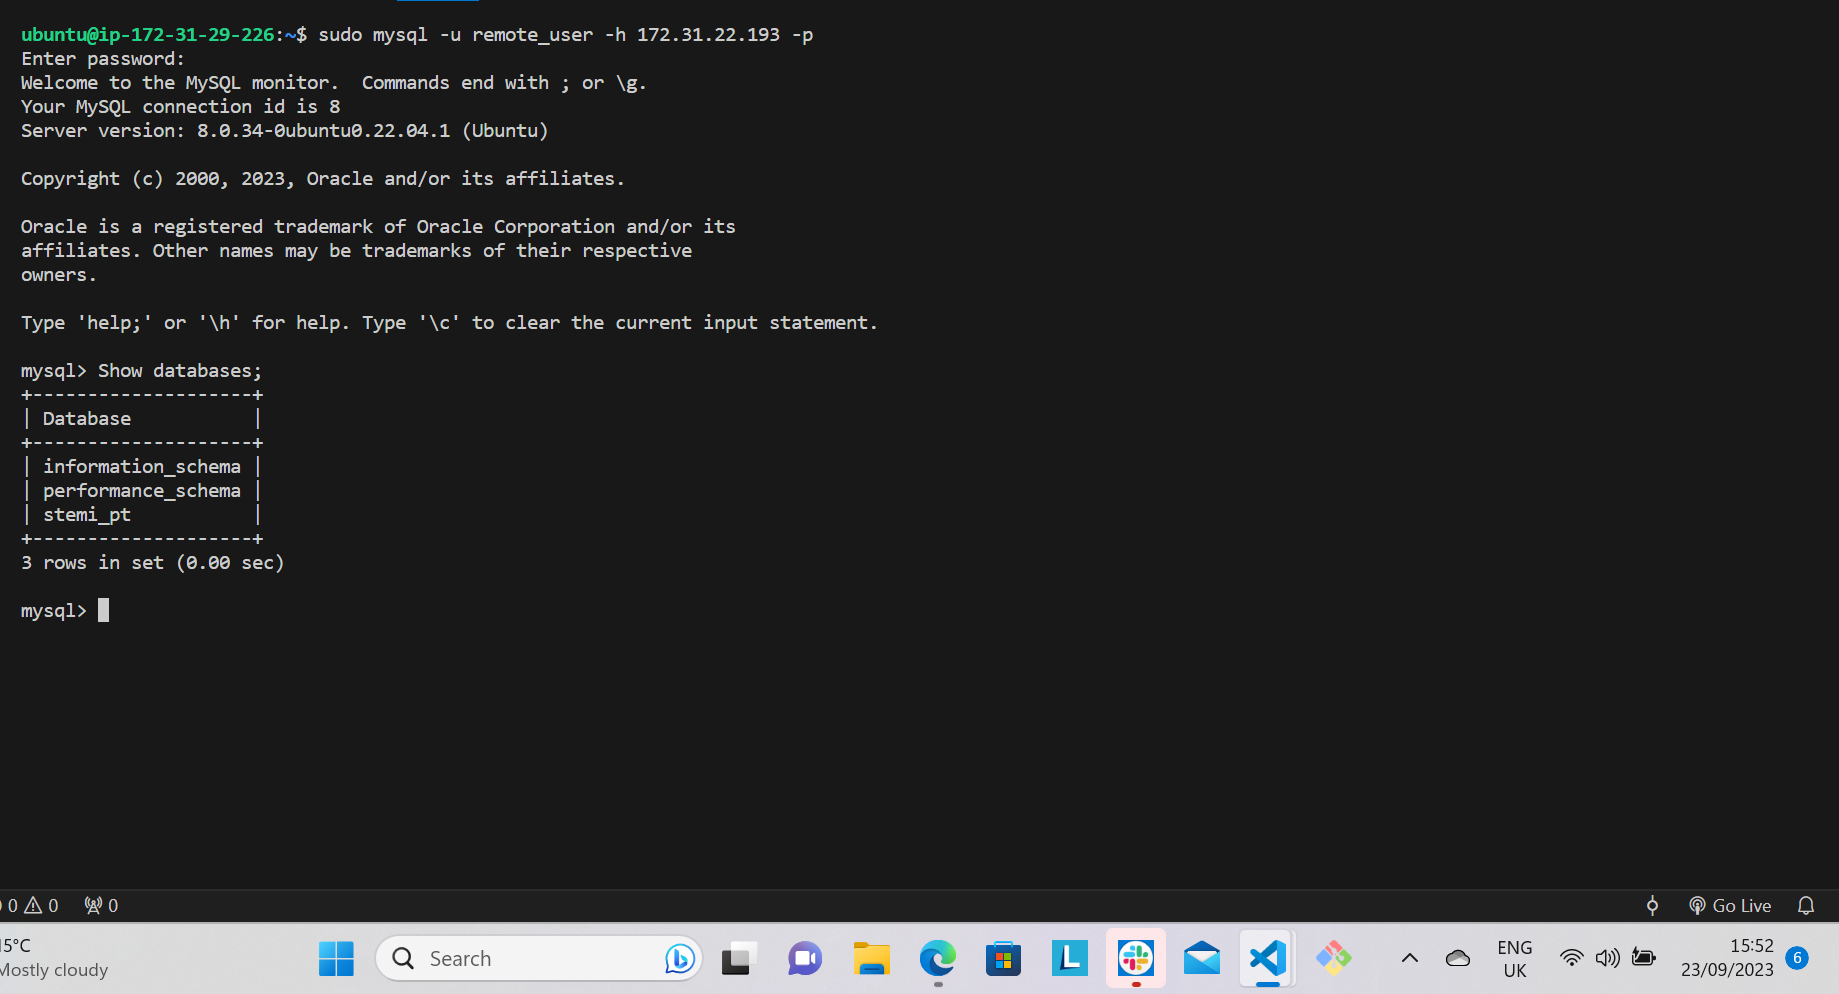 ubuntu@ip-172-31-29-226:~$ sudo mysql -u remote_user -h 172.31.22.193 -p
Enter password:
Welcome to the MySQL monitor.  Commands end with ; or \g.
Your MySQL connection id is 8
Server version: 8.0.34-0ubuntu0.22.04.1 (Ubuntu)
Copyright (c) 2000, 2023, Oracle and/or its affiliates.
Oracle is a registered trademark of Oracle Corporation and/or its
affiliates. Other names may be trademarks of their respective
owners.
Type 'help;' or '\h' for help. Type '\c' to clear the current input statement.
mysql> Show databases;
+--------------------+
| Database           |
+--------------------+
| information_schema |
| performance_schema |
| stemi_pt           |
+--------------------+
3 rows in set (0.00 sec)
mysql>
0 0 0 Go Live
15°C
Mostly cloudy
Search
L
ENG
UK
15:52
23/09/2023
6